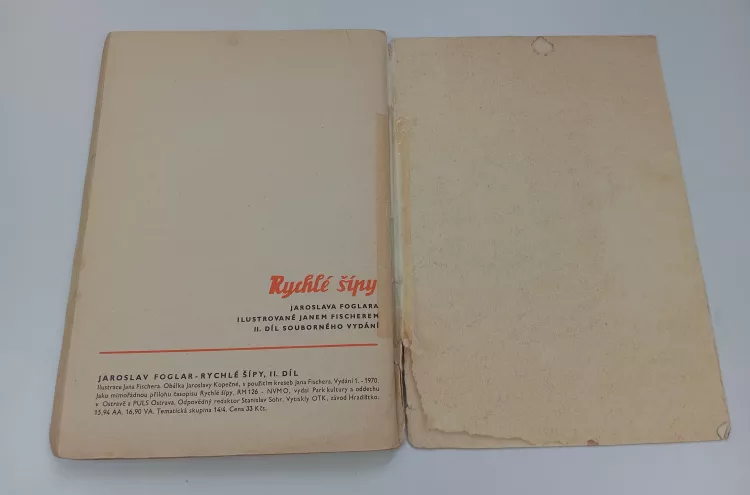 Rychlé šípy
JAROSLAVA FOGLARA
ILUSTROVANÉ JANEM FISCHEREM
II. DÍL SOUBORNÉHO VYDÁNÍ
JAROSLAV FOGLAR - RYCHLÉ ŠÍPY, II. DÍL
Ilustrace Jana Fischera. Obálka Jaroslavy Kopečné, s použitím kreseb Jana Fischera. Vydání 1. - 1970.
Jako mimořádnou přílohu časopisu Rychlé šípy, RM 126 - NVMO, vydal Park kultury a oddechu
v Ostravě a PULS Ostrava. Odpovědný redaktor Stanislav Sohr. Vytiskly OTK, závod Hradištko.
15,94 AA, 16,90 VA. Tematická skupina 14/4. Cena 33 Kčs.